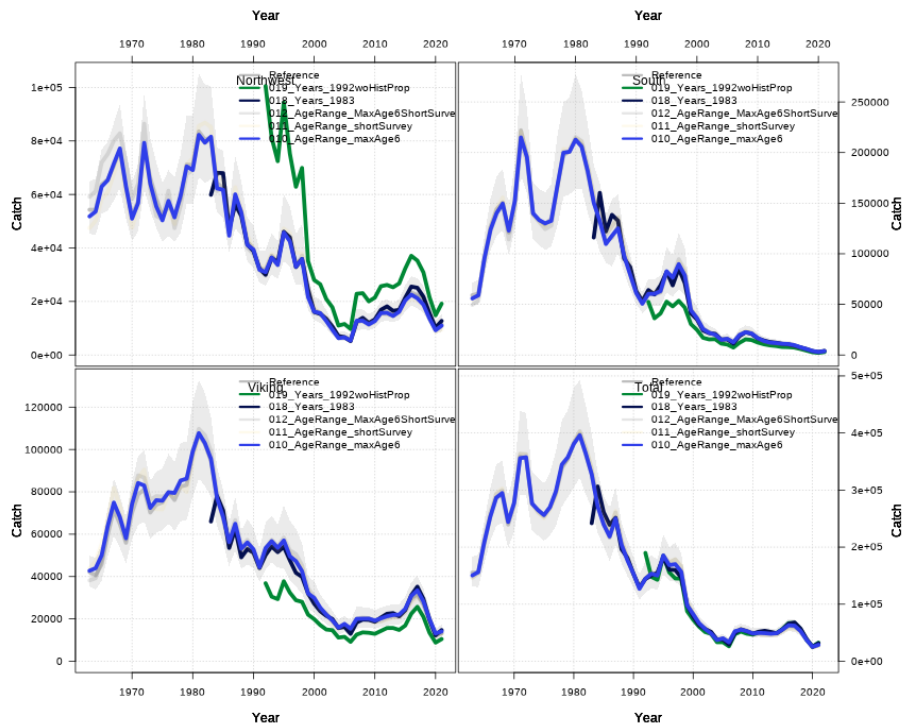 Year
Year
1970
1980
1990
2000
2010
2020
1970
1980
1990
2000
2010
2020
Northwest
Reference
019_Years_1992woHistProp
018_Years_1983
012_AgeRange_MaxAge6ShortSurve
011_AgeRange_shortSurvey
010_AgeRange_maxAge6
South
Reference
019_Years_1992woHistProp
018_Years_1983
012_AgeRange_MaxAge6ShortSurve
011_AgeRange_shortSurvey
010_AgeRange_maxAge6
Catch
1e+05
8e+04
6e+04
4e+04
2e+04
0e+00
250000
200000
150000
100000
50000
0
Catch
Viking
Reference
019_Years_1992woHistProp
018_Years_1983
012_AgeRange_MaxAge6ShortSurve
011_AgeRange_shortSurvey
010_AgeRange_maxAge6
Total
Reference
019_Years_1992woHistProp
018_Years_1983
012_AgeRange_MaxAge6ShortSurve
011_AgeRange_shortSurvey
010_AgeRange_maxAge6
Catch
120000
100000
80000
60000
40000
20000
0
5e+05
4e+05
3e+05
2e+05
1e+05
0e+00
Catch
1970
1980
1990
2000
2010
2020
1970
1980
1990
2000
2010
2020
Year
Year